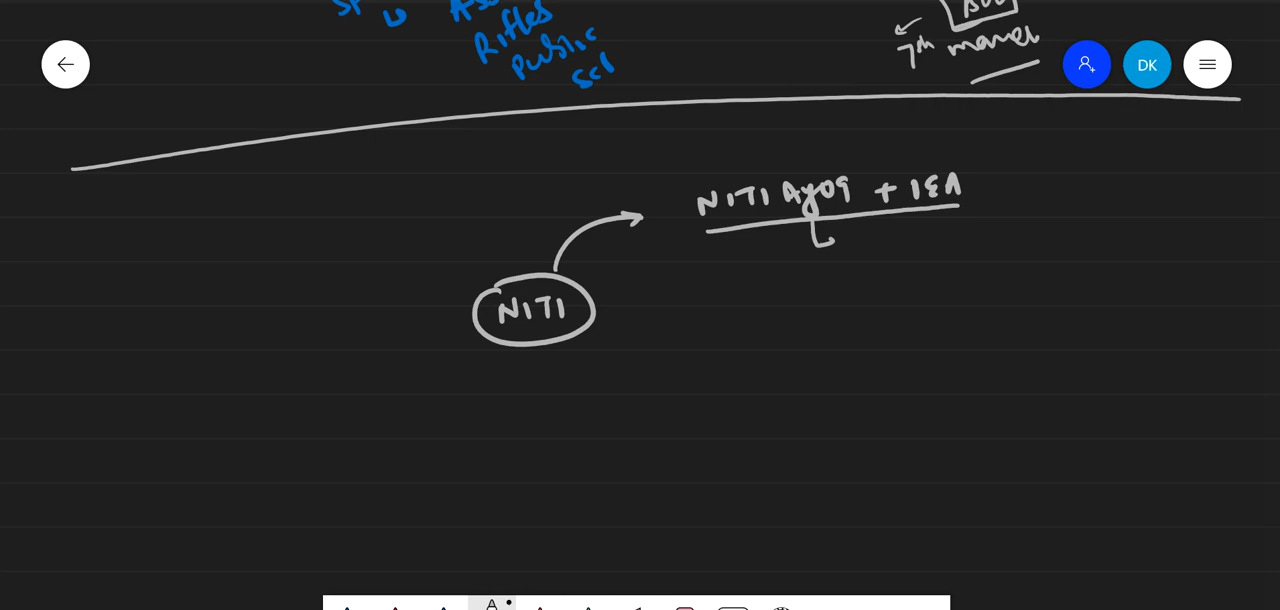 Rifles
public
7th
DK
NITI Ayog + IEA
NITI
A